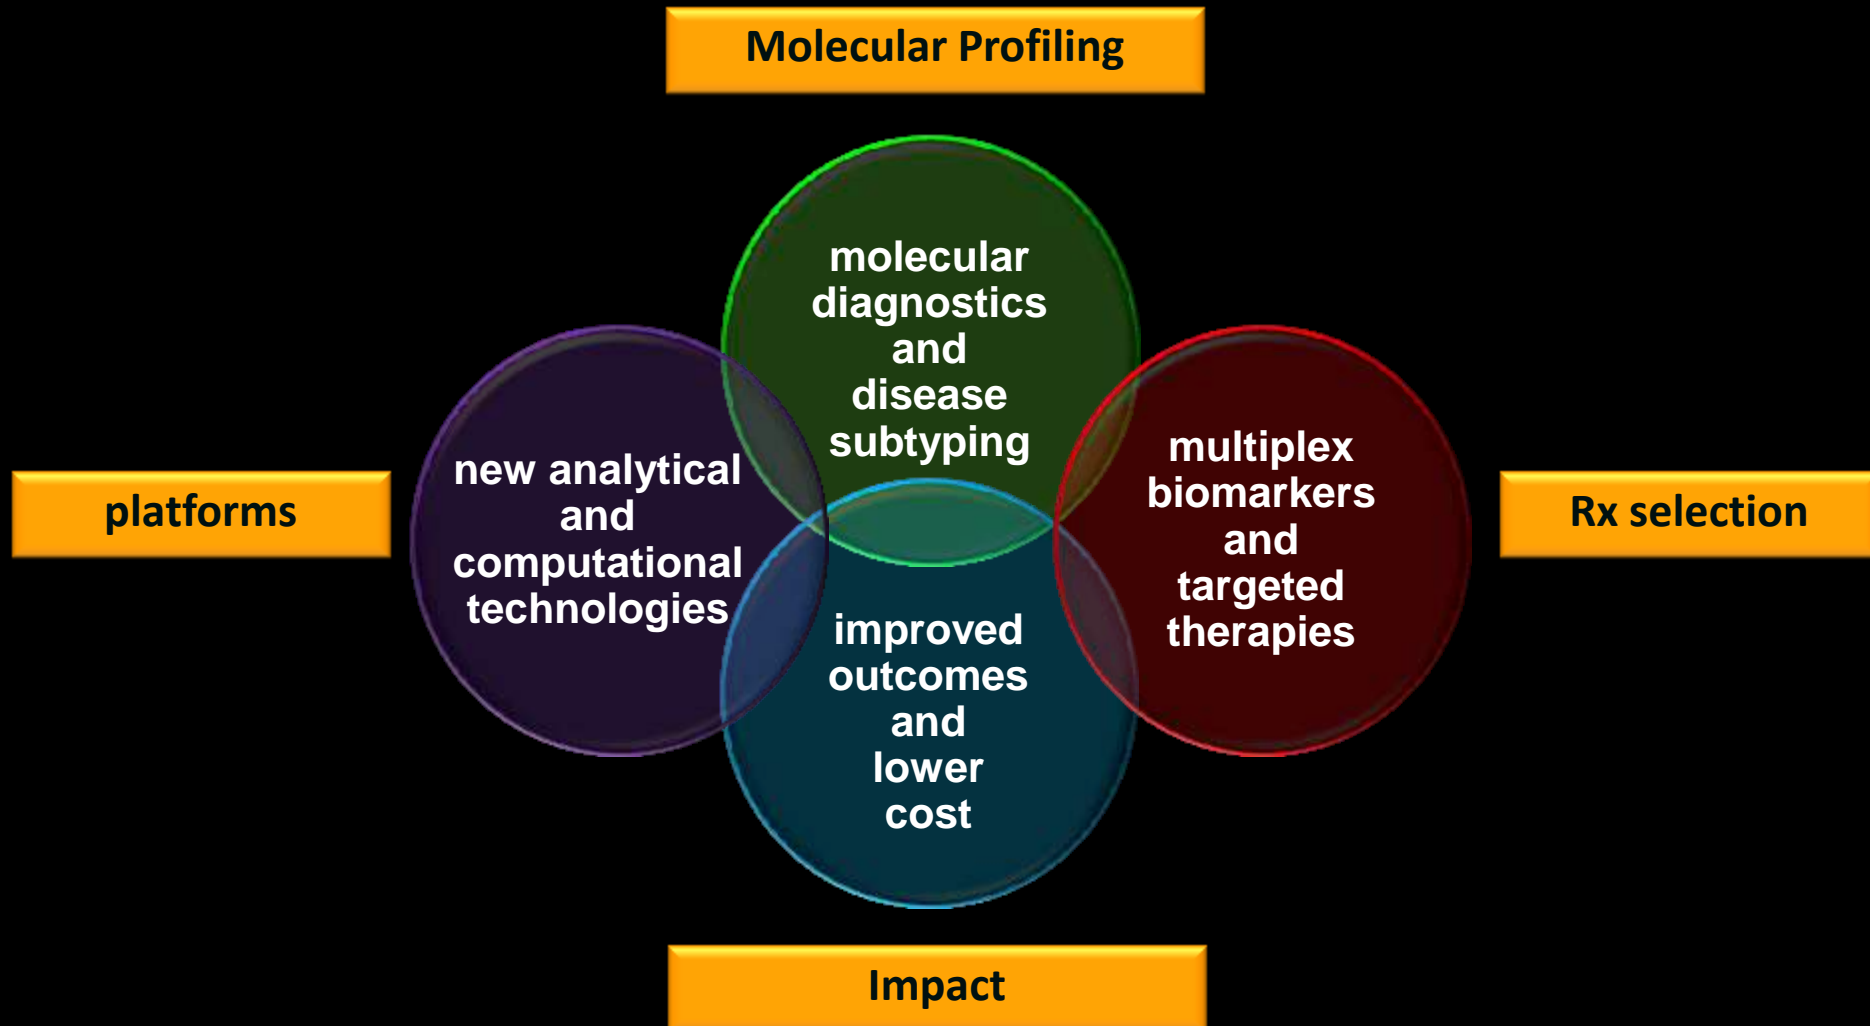 Molecular Profiling
molecular
diagnostics
and
disease
subtyping
platforms
new analytical
and
computational
technologies
multiplex
biomarkers
and
targeted
therapies
Rx selection
improved
outcomes
and
lower
cost
Impact